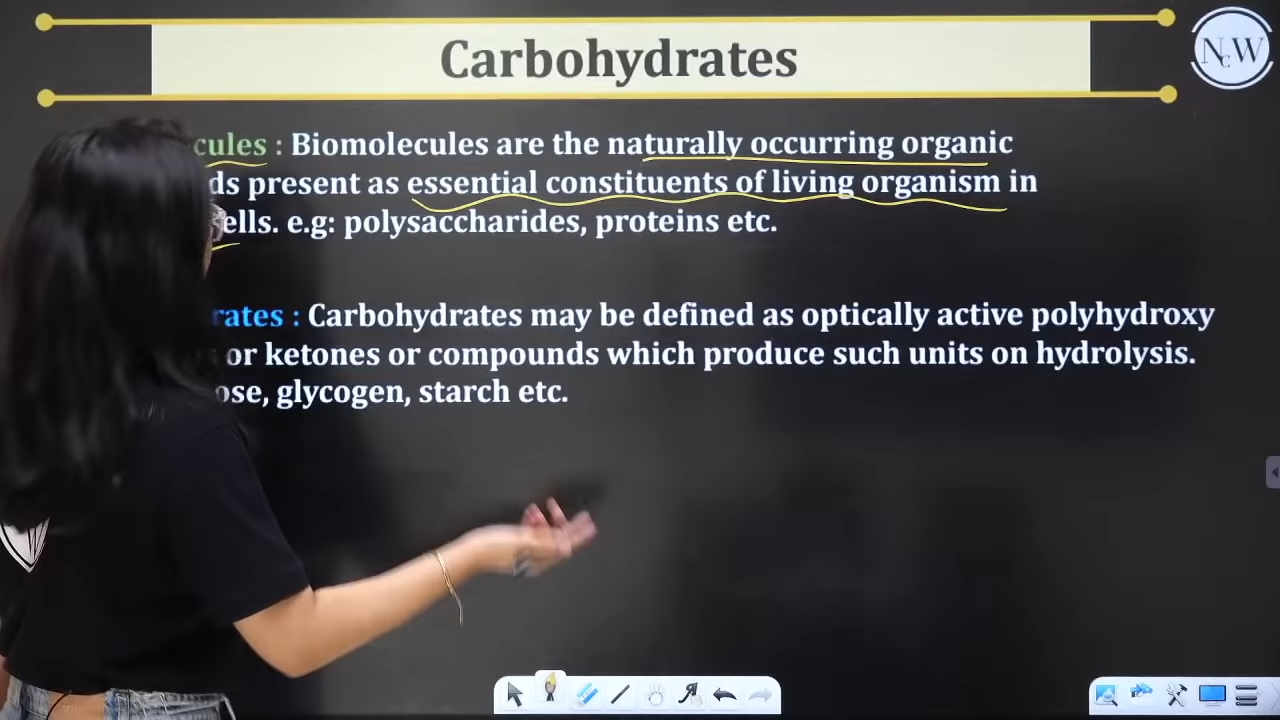 Carbohydrates
NcW
cules : Biomolecules are the naturally occurring organic
ds present as essential constituents of living organism in
ells. e.g: polysaccharides, proteins etc.
rates : Carbohydrates may be defined as optically active polyhydroxy
or ketones or compounds which produce such units on hydrolysis.
ose, glycogen, starch etc.